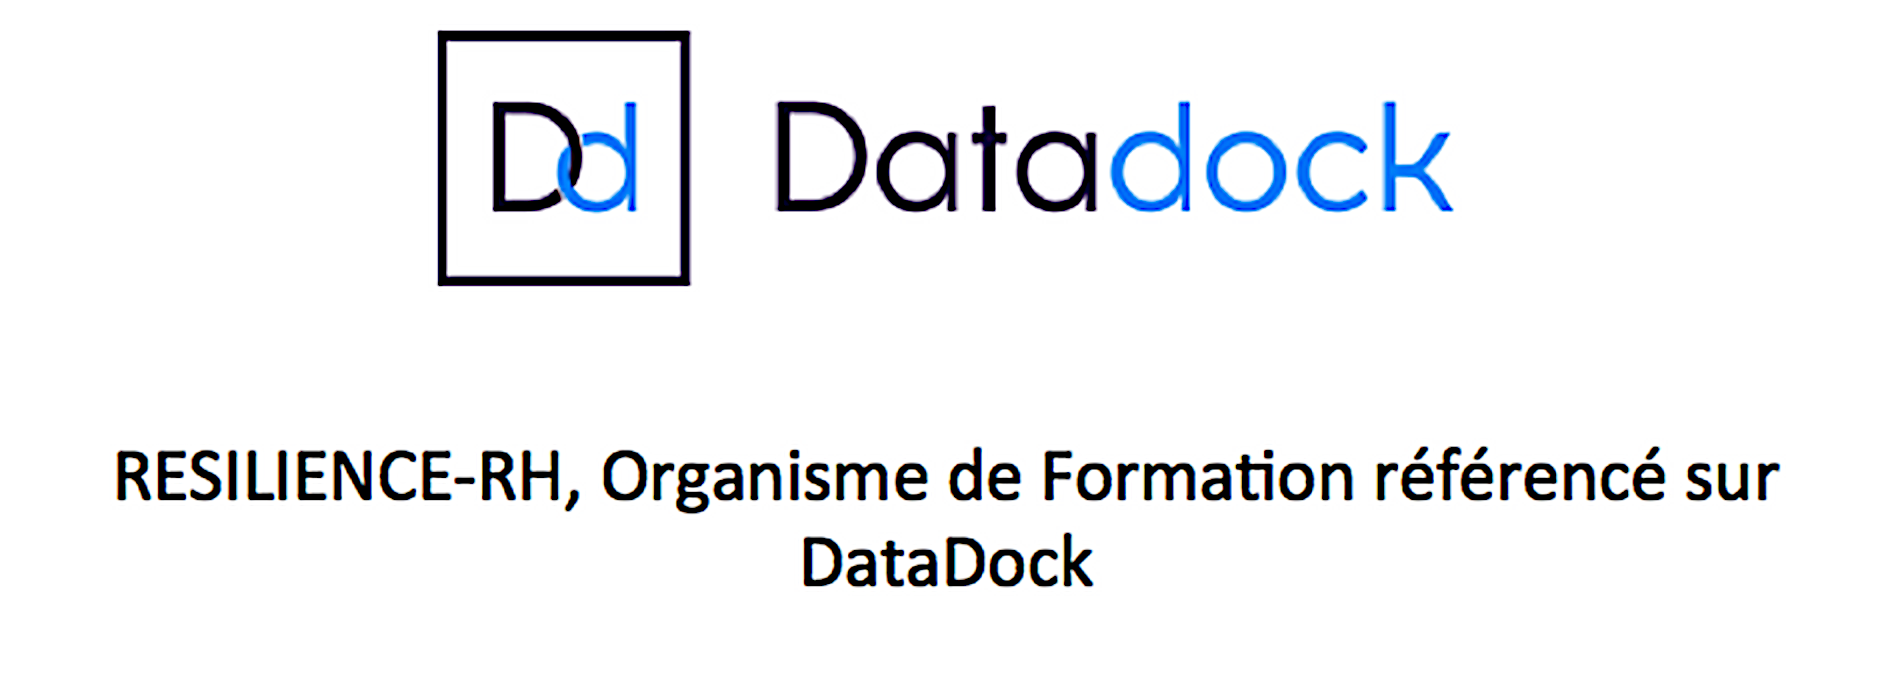 Dd Datadock
RESILIENCE-RH, Organisme de Formation référencé sur
DataDock